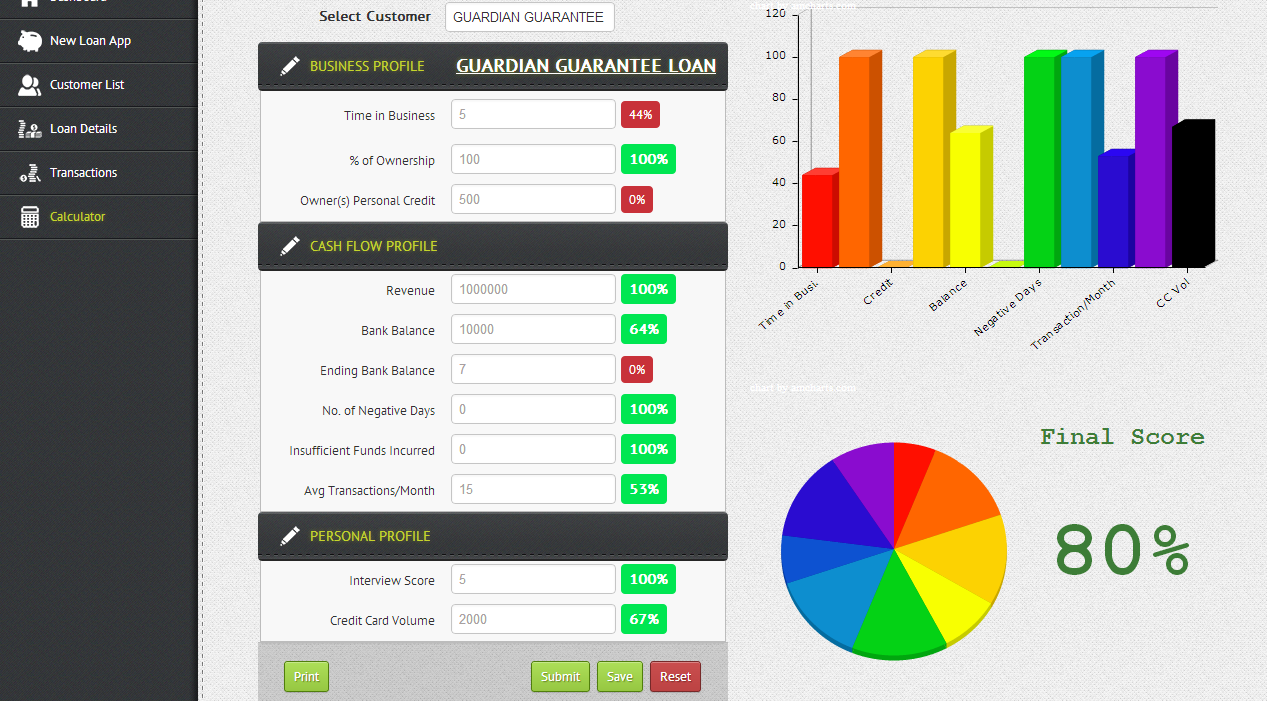 Dashboard
New Loan App
Customer List
Loan Details
Transactions
Calculator
Select Customer GUARDIAN GUARANTEE
BUSINESS PROFILE GUARDIAN GUARANTEE LOAN
Time in Business 5 44%
% of Ownership 100 100%
Owner(s) Personal Credit 500 0%
CASH FLOW PROFILE
Revenue 1000000 100%
Bank Balance 10000 64%
Ending Bank Balance 7 0%
No. of Negative Days 0 100%
Insufficient Funds Incurred 0 100%
Avg Transactions/Month 15 53%
PERSONAL PROFILE
Interview Score 5 100%
Credit Card Volume 2000 67%
Print Submit Save Reset
chart by amcharts.com
120
100
80
60
40
20
0
Time in Busi.
Credit
Balance
Negative Days
Transaction/Month
CC Vol
chart by amcharts.com
Final Score
80%